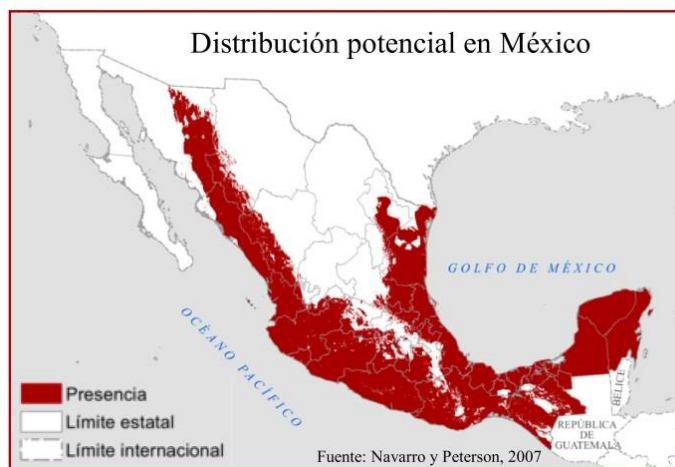 Distribución potencial en México
GOLFO DE MÉXICO
OCÉANO PACÍFICO
BELICE
REPÚBLICA
DE
GUATEMALA
Presencia
Límite estatal
Límite internacional
Fuente: Navarro y Peterson, 2007